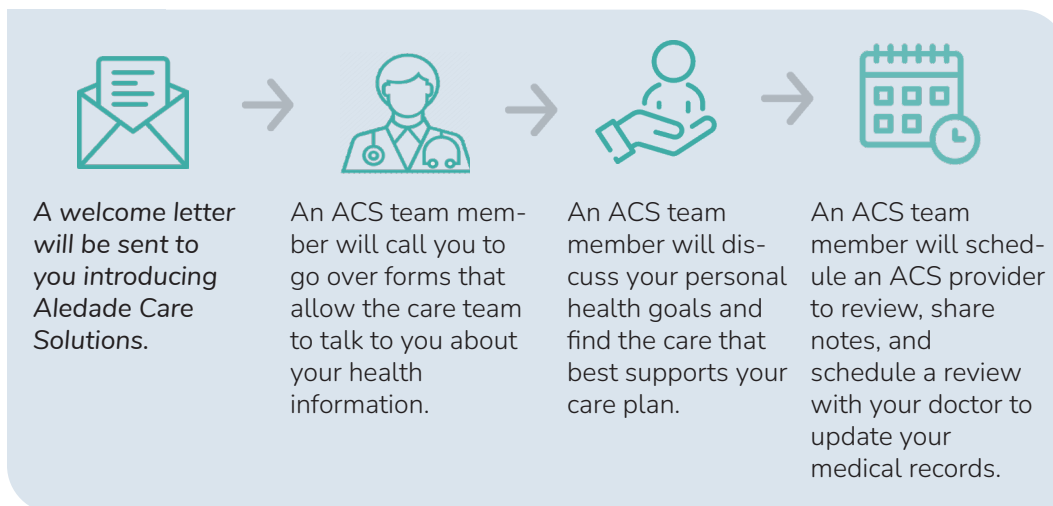 A welcome letter
will be sent to
you introducing
Aledade Care
Solutions.
An ACS team mem-
ber will call you to
go over forms that
allow the care team
to talk to you about
your health
information.
An ACS team
member will dis-
cuss your personal
health goals and
find the care that
best supports your
care plan.
An ACS team
member will sched-
ule an ACS provider
to review, share
notes, and
schedule a review
with your doctor to
update your
medical records.